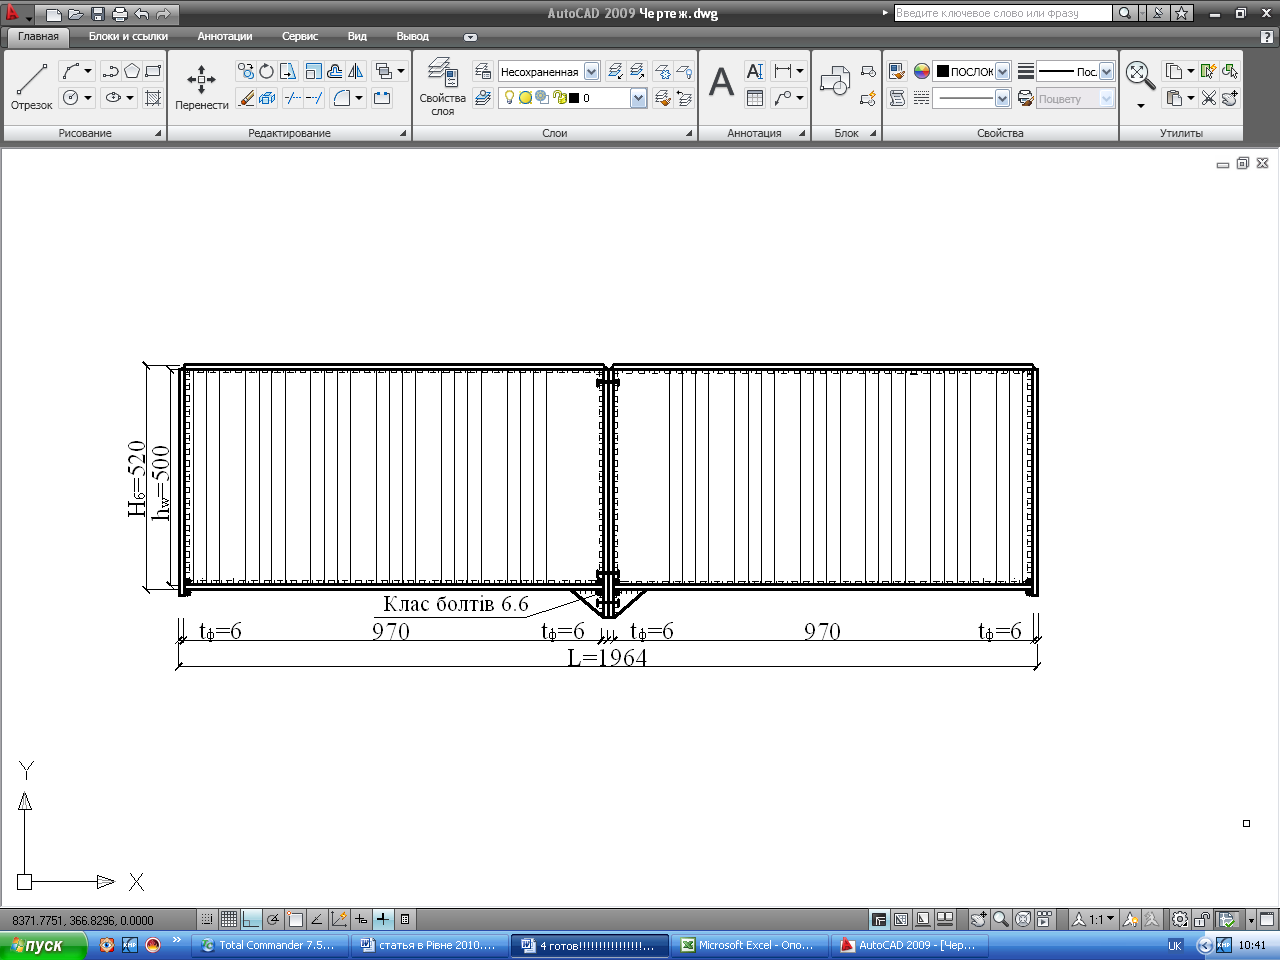 AutoCAD 2009 Чертеж.dwg
Введите ключевое слово или фразу
Главная Блоки и ссылки Аннотации Сервис Вид Вывод
Отрезок
Перенести
Свойства слоя
Несохраненная
0
ПОСЛОК
Пос.
Поцвету
Рисование Редактирование Слои Аннотация Блок Свойства Утилиты
Hб=520
hw=500
Клас болтів 6.6
tф=6 970 tф=6 tф=6 970 tф=6
L=1964
Y
X
8371.7751, 366.8296, 0.0000
1:1
пуск
Total Commander 7.5...
статья в Рівне 2010....
4 готов!!!!!!!!!!!!!!!!!...
Microsoft Excel - Опо...
AutoCAD 2009 - [Чер...
UK
10:41